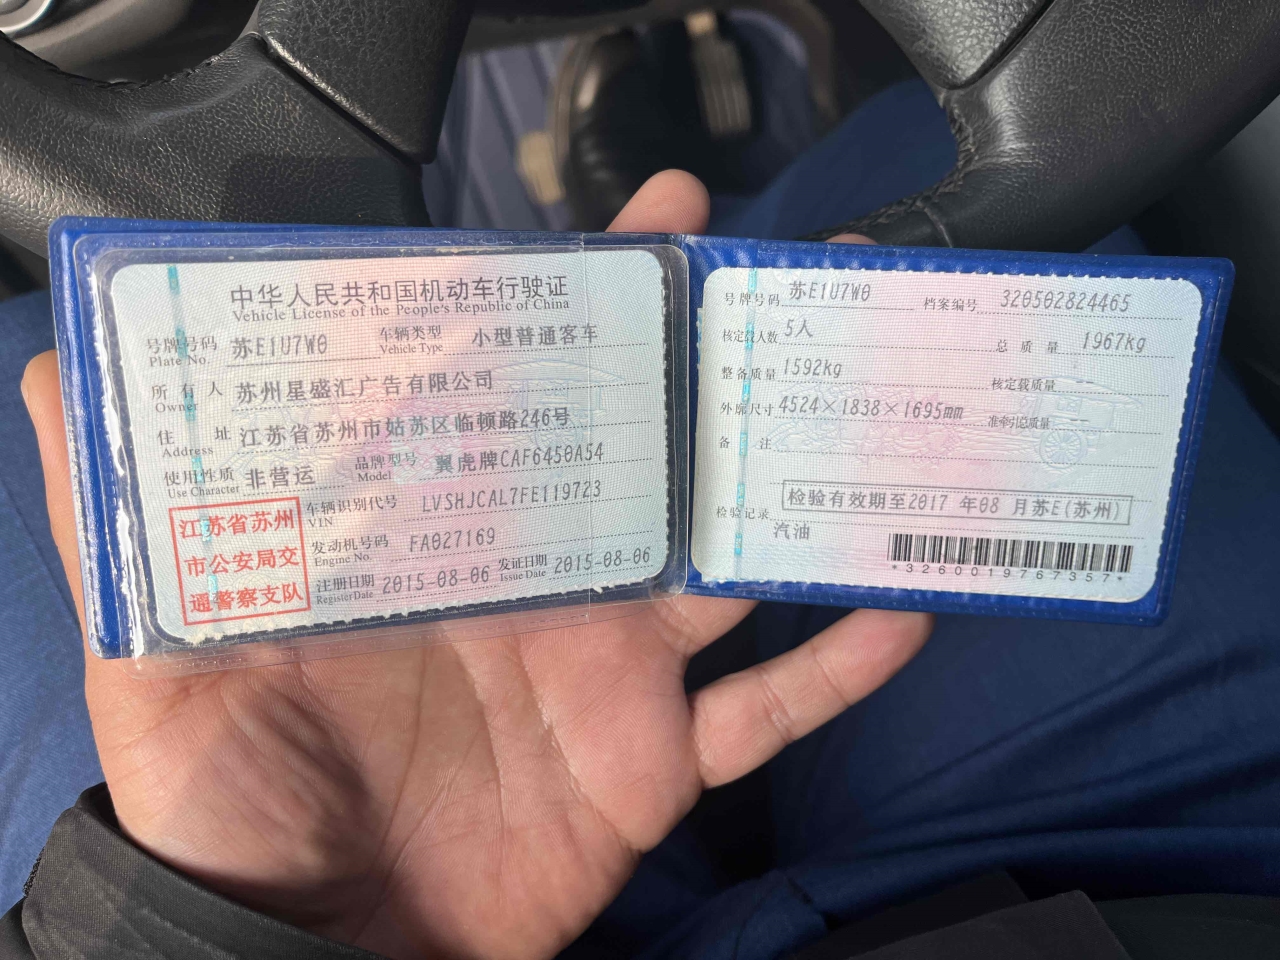 中华人民共和国机动车行驶证
Vehicle License of the People's Republic of China
号牌号码 苏E1U7W0 车辆类型 小型普通客车
Plate No. Vehicle Type
所有人 苏州星盛汇广告有限公司
Owner
住址 江苏省苏州市姑苏区临顿路246号
Address
使用性质 非营运 品牌型号 翼虎牌CAF6450A54
Use Character Model
江苏省苏州
市公安局交
通警察支队
车辆识别代号 LVSHJCAL7FE119723
VIN
发动机号码 FA027169
Engine No.
注册日期 2015-08-06 发证日期 2015-08-06
Register Date Issue Date
号牌号码 苏E1U7W0 档案编号 320502824465
核定载人数 5人 总质量 1967kg
整备质量 1592kg 核定载质量
外廓尺寸 4524×1838×1695mm 准牵引总质量 --
备注
检验记录 检验有效期至2017 年08 月苏E(苏州)
汽油
*3260019767357*